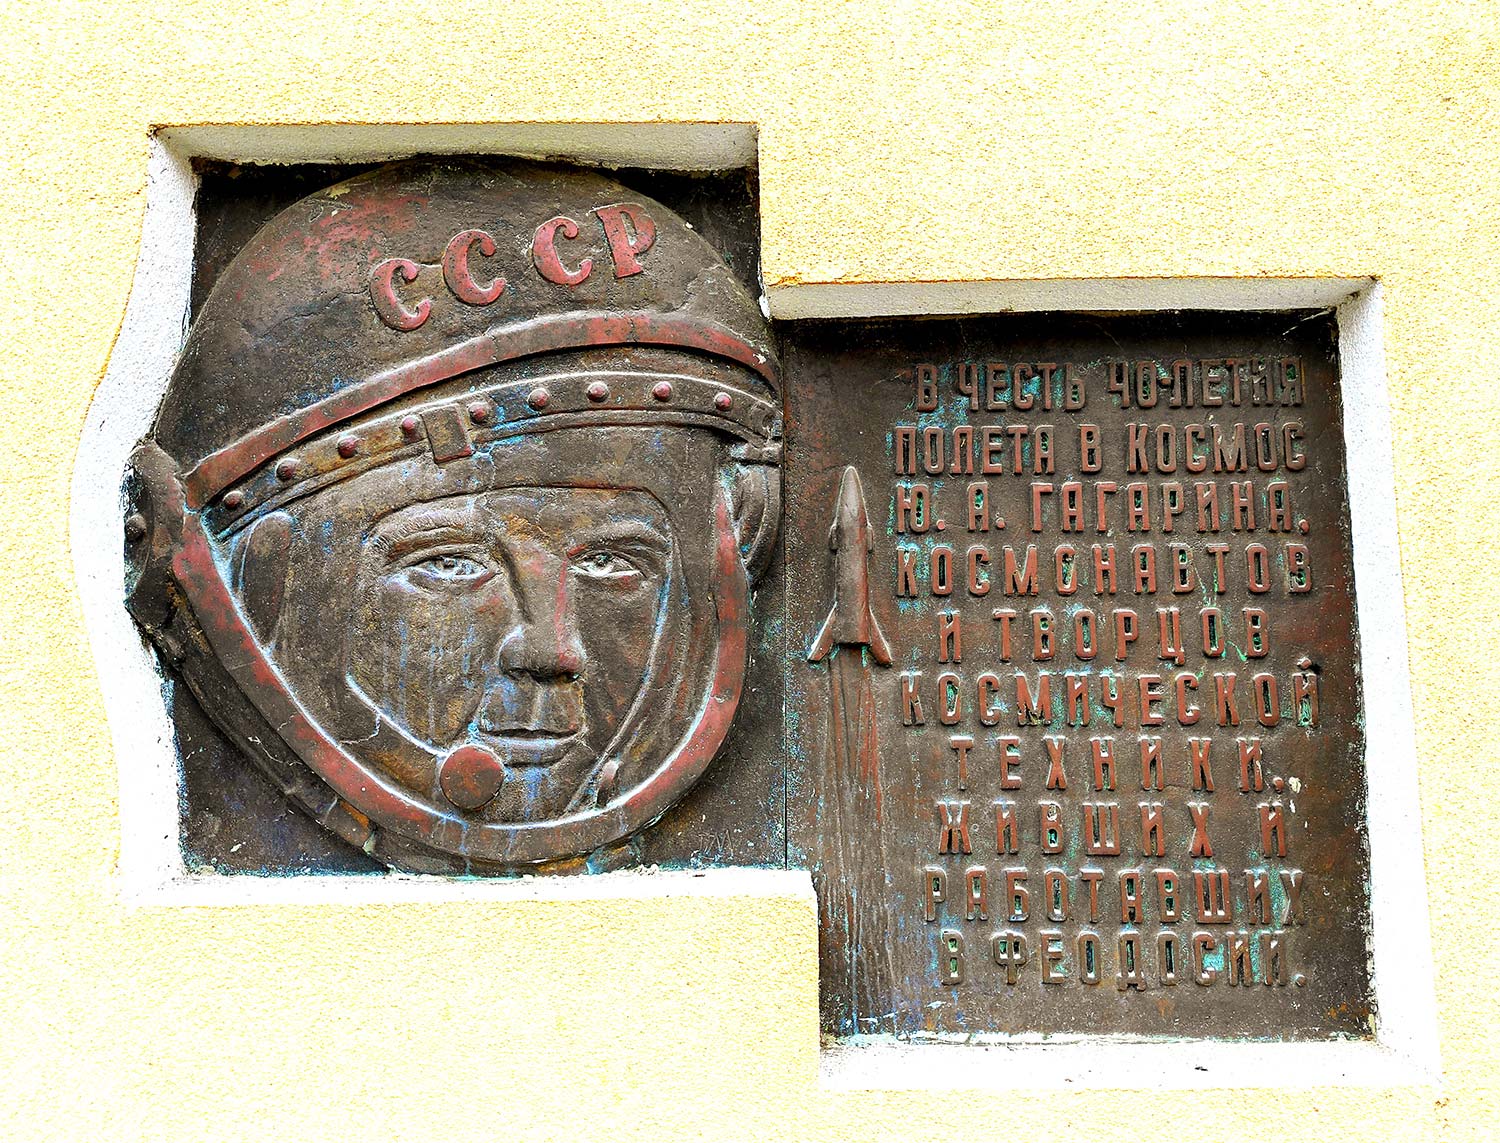 СССР
В ЧЕСТЬ 40-ЛЕТИЯ
ПОЛЕТА В КОСМОС
Ю. А. ГАГАРИНА,
КОСМОНАВТОВ
И ТВОРЦОВ
КОСМИЧЕСКОЙ
ТЕХНИКИ,
ЖИВШИХ И
РАБОТАВШИХ
В ФЕОДОСИИ.